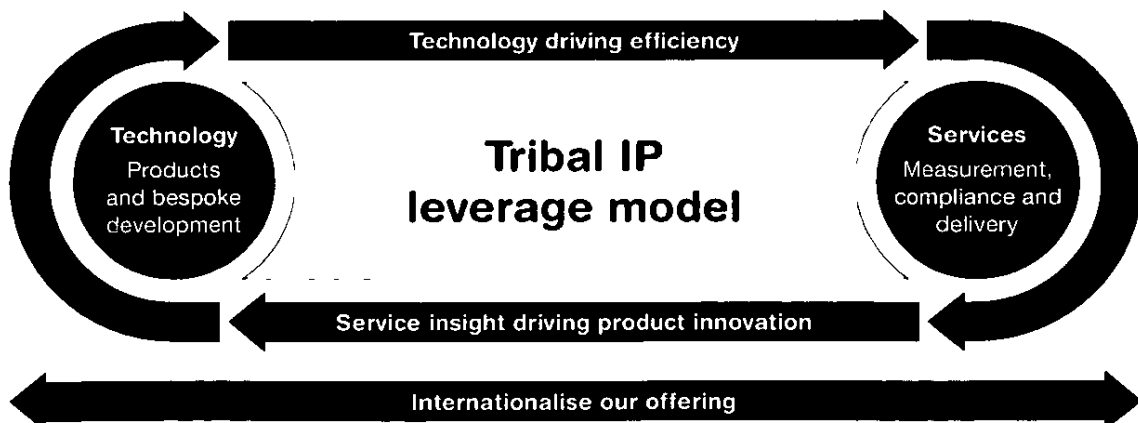 Technology driving efficiency
Technology
Products
and bespoke
development
Tribal IP
leverage model
Services
Measurement,
compliance and
delivery
Service insight driving product innovation
Internationalise our offering